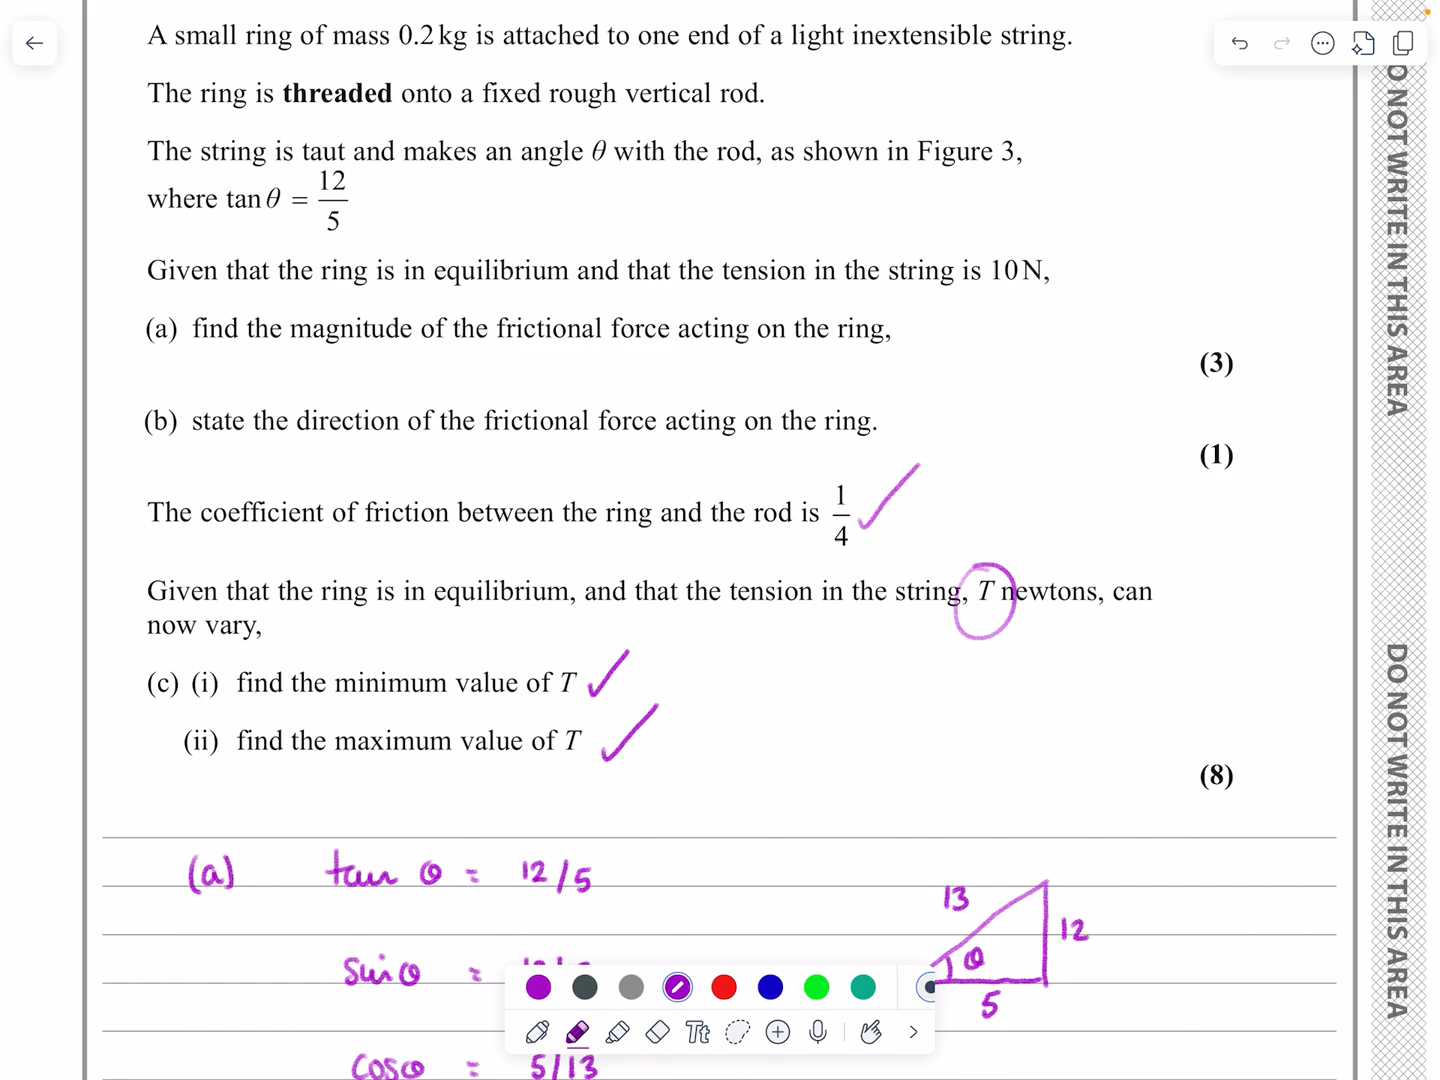 A small ring of mass 0.2 kg is attached to one end of a light inextensible string.
The ring is threaded onto a fixed rough vertical rod.
The string is taut and makes an angle θ with the rod, as shown in Figure 3,
where tan θ = 12/5
Given that the ring is in equilibrium and that the tension in the string is 10 N,
(a) find the magnitude of the frictional force acting on the ring,
(3)
(b) state the direction of the frictional force acting on the ring.
(1)
The coefficient of friction between the ring and the rod is 1/4
Given that the ring is in equilibrium, and that the tension in the string, T newtons, can
now vary,
(c) (i) find the minimum value of T
(ii) find the maximum value of T
(8)
(a) tan θ = 12/5
13
12
θ
5
sin θ =
cos θ = 5/13
Tt
O NOT WRITE IN THIS AREA
DO NOT WRITE IN THIS AREA